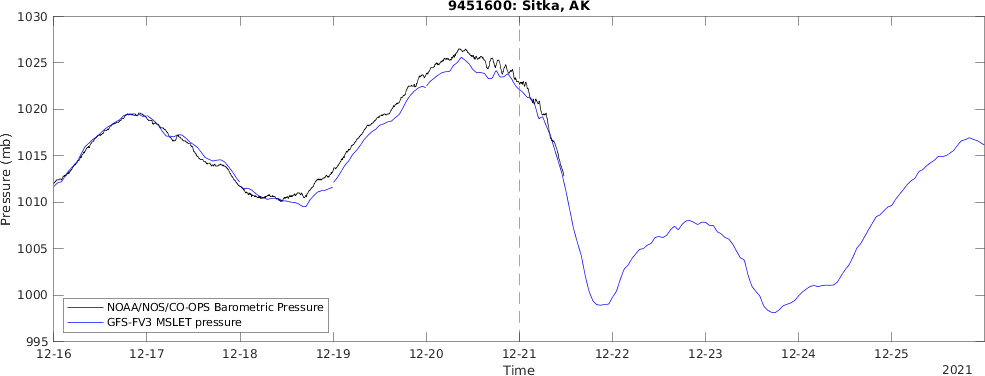 9451600: Sitka, AK
Pressure (mb)
1030
1025
1020
1015
1010
1005
1000
995
NOAA/NOS/CO-OPS Barometric Pressure
GFS-FV3 MSLET pressure
12-16 12-17 12-18 12-19 12-20 12-21 12-22 12-23 12-24 12-25
Time
2021